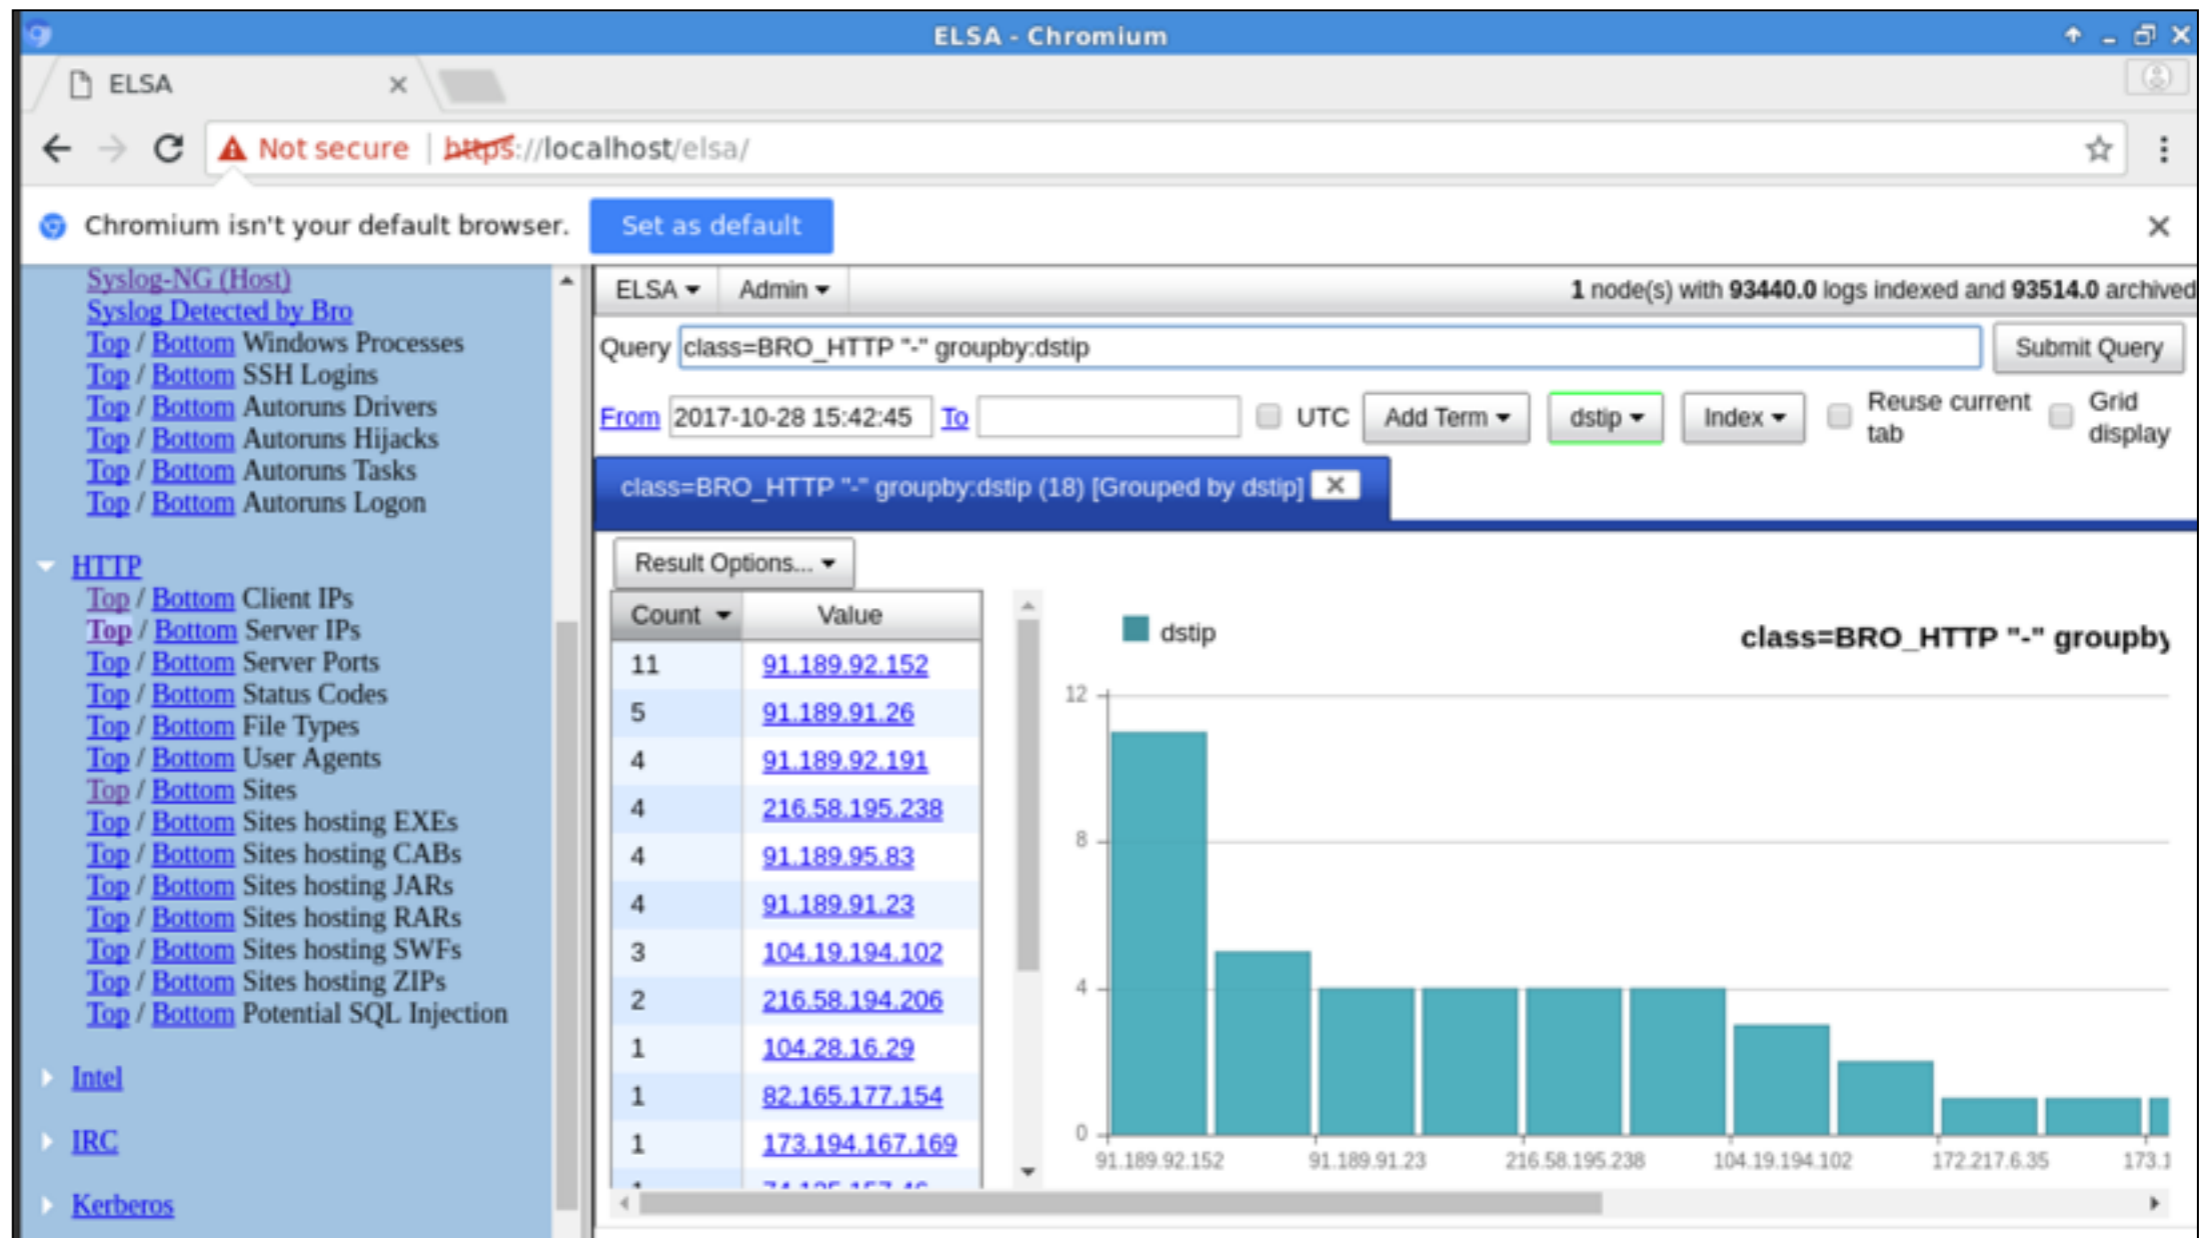 ELSA - Chromium
ELSA
Not secure | https://localhost/elsa/
Chromium isn't your default browser. Set as default
Syslog-NG (Host)
Syslog Detected by Bro
Top / Bottom Windows Processes
Top / Bottom SSH Logins
Top / Bottom Autoruns Drivers
Top / Bottom Autoruns Hijacks
Top / Bottom Autoruns Tasks
Top / Bottom Autoruns Logon
HTTP
Top / Bottom Client IPs
Top / Bottom Server IPs
Top / Bottom Server Ports
Top / Bottom Status Codes
Top / Bottom File Types
Top / Bottom User Agents
Top / Bottom Sites
Top / Bottom Sites hosting EXEs
Top / Bottom Sites hosting CABs
Top / Bottom Sites hosting JARs
Top / Bottom Sites hosting RARs
Top / Bottom Sites hosting SWFs
Top / Bottom Sites hosting ZIPs
Top / Bottom Potential SQL Injection
Intel
IRC
Kerberos
ELSA Admin 1 node(s) with 93440.0 logs indexed and 93514.0 archived
Query class=BRO_HTTP "-" groupby:dstip Submit Query
From 2017-10-28 15:42:45 To UTC Add Term dstip Index Reuse current tab Grid display
class=BRO_HTTP "-" groupby:dstip (18) [Grouped by dstip]
Result Options...
Count Value
11 91.189.92.152
5 91.189.91.26
4 91.189.92.191
4 216.58.195.238
4 91.189.95.83
4 91.189.91.23
3 104.19.194.102
2 216.58.194.206
1 104.28.16.29
1 82.165.177.154
1 173.194.167.169
dstip
class=BRO_HTTP "-" groupby
12
8
4
0
91.189.92.152 91.189.91.23 216.58.195.238 104.19.194.102 172.217.6.35 173.1